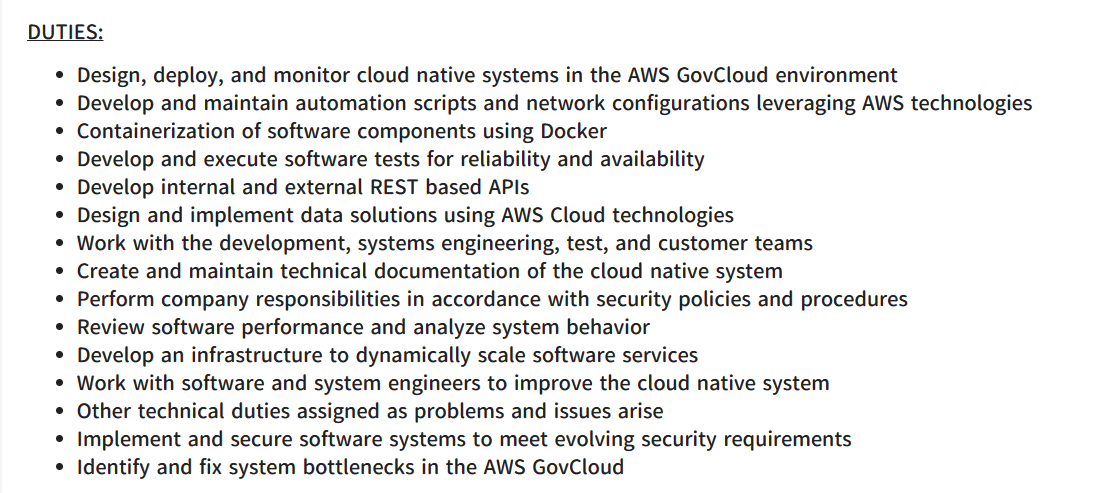 DUTIES:
• Design, deploy, and monitor cloud native systems in the AWS GovCloud environment
• Develop and maintain automation scripts and network configurations leveraging AWS technologies
• Containerization of software components using Docker
• Develop and execute software tests for reliability and availability
• Develop internal and external REST based APIs
• Design and implement data solutions using AWS Cloud technologies
• Work with the development, systems engineering, test, and customer teams
• Create and maintain technical documentation of the cloud native system
• Perform company responsibilities in accordance with security policies and procedures
• Review software performance and analyze system behavior
• Develop an infrastructure to dynamically scale software services
• Work with software and system engineers to improve the cloud native system
• Other technical duties assigned as problems and issues arise
• Implement and secure software systems to meet evolving security requirements
• Identify and fix system bottlenecks in the AWS GovCloud